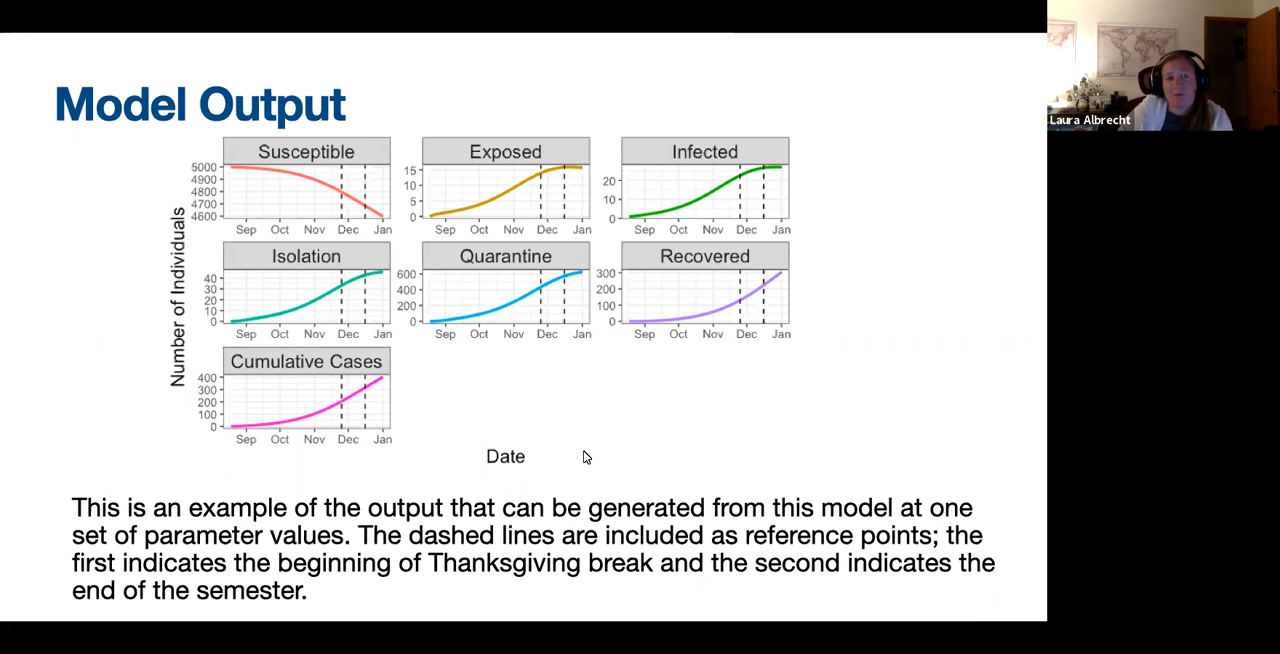 Model Output
Laura Albrecht
Number of Individuals
Susceptible
5000
4900
4800
4700
4600
Sep Oct Nov Dec Jan
Exposed
15
10
5
0
Sep Oct Nov Dec Jan
Infected
20
10
0
Sep Oct Nov Dec Jan
Isolation
40
30
20
10
0
Sep Oct Nov Dec Jan
Quarantine
600
400
200
0
Sep Oct Nov Dec Jan
Recovered
300
200
100
0
Sep Oct Nov Dec Jan
Cumulative Cases
400
300
200
100
0
Sep Oct Nov Dec Jan
Date
This is an example of the output that can be generated from this model at one
set of parameter values. The dashed lines are included as reference points; the
first indicates the beginning of Thanksgiving break and the second indicates the
end of the semester.